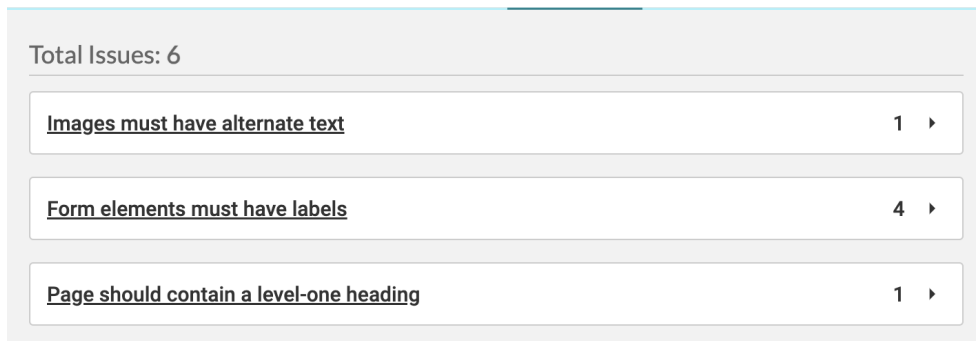 Total Issues: 6
Images must have alternate text 1
Form elements must have labels 4
Page should contain a level-one heading 1